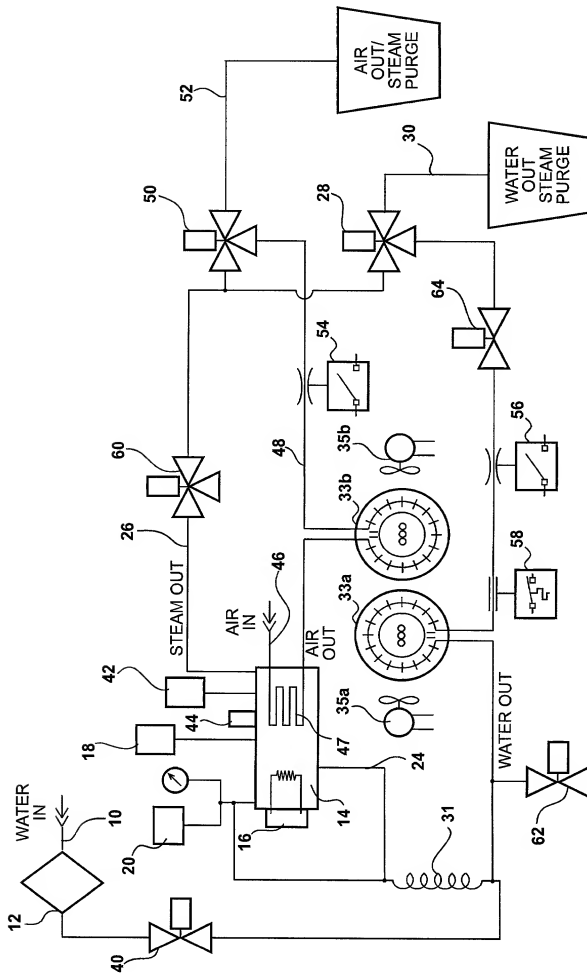 AIR
OUT/
STEAM
PURGE
52
WATER
OUT
STEAM
PURGE
30
50
28
64
54
56
60
48
35b
26
33b
58
STEAM OUT
AIR
IN
46
AIR
OUT
33a
42
44
18
47
35a
24
WATER OUT
WATER
IN
10
20
16
14
31
62
12
40